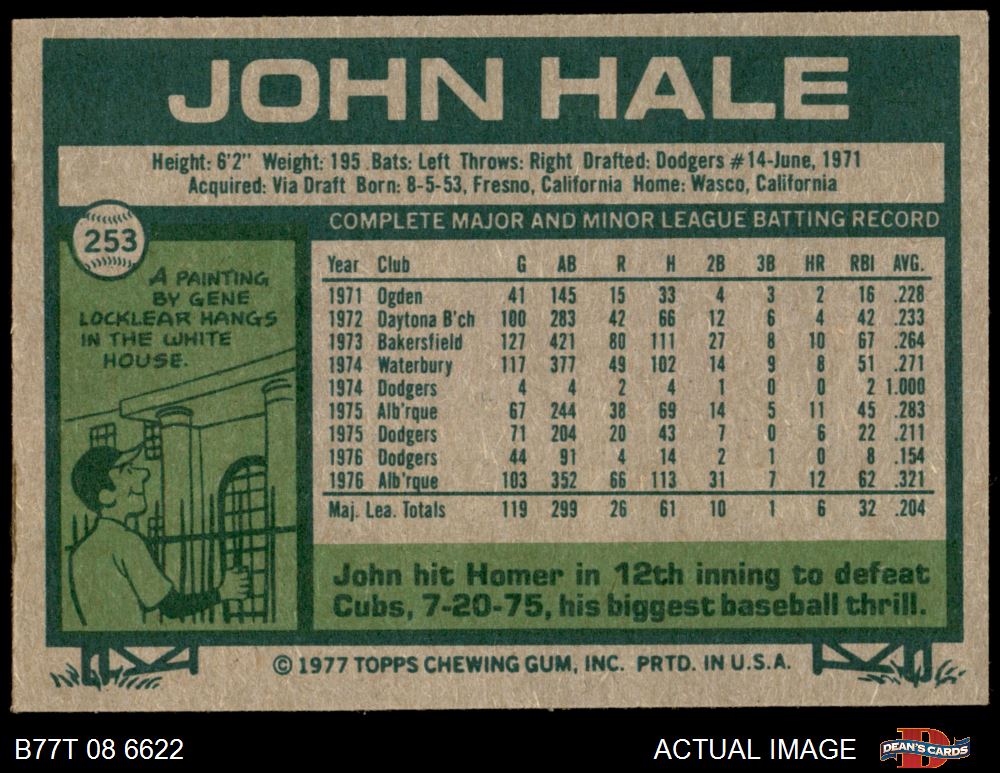 JOHN HALE
Height: 6'2" Weight: 195 Bats: Left Throws: Right Drafted: Dodgers #14-June, 1971
Acquired: Via Draft Born: 8-5-53, Fresno, California Home: Wasco, California
253
A PAINTING
BY GENE
LOCKLEAR HANGS
IN THE WHITE
HOUSE.
COMPLETE MAJOR AND MINOR LEAGUE BATTING RECORD
Year Club G AB R H 2B 3B HR RBI AVG.
1971 Ogden 41 145 15 33 4 3 2 16 .228
1972 Daytona B'ch 100 283 42 66 12 6 4 42 .233
1973 Bakersfield 127 421 80 111 27 8 10 67 .264
1974 Waterbury 117 377 49 102 14 9 8 51 .271
1974 Dodgers 4 4 2 4 1 0 0 2 1.000
1975 Alb'rque 67 244 38 69 14 5 11 45 .283
1975 Dodgers 71 204 20 43 7 0 6 22 .211
1976 Dodgers 44 91 4 14 2 1 0 8 .154
1976 Alb'rque 103 352 66 113 31 7 12 62 .321
Maj. Lea. Totals 119 299 26 61 10 1 6 32 .204
John hit Homer in 12th inning to defeat
Cubs, 7-20-75, his biggest baseball thrill.
© 1977 TOPPS CHEWING GUM, INC. PRTD. IN U.S.A.
B77T 08 6622
ACTUAL IMAGE
DEAN'S CARDS